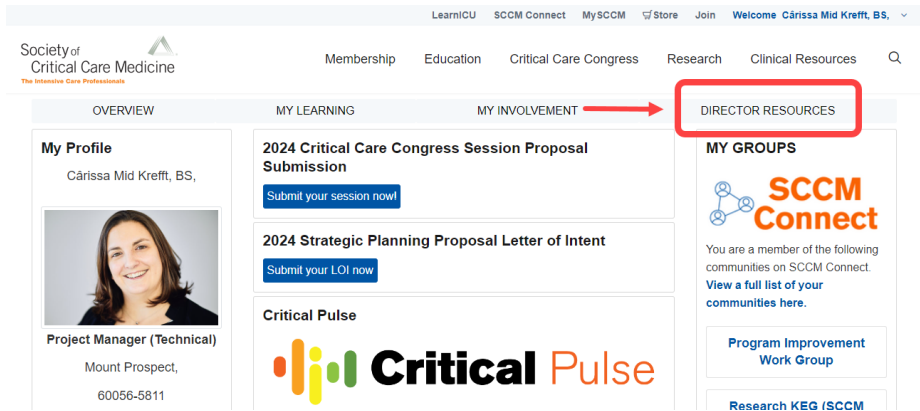 LearnICU SCCM Connect MySCCM Store Join Welcome Cârissa Mid Krefft, BS,
Society of
Critical Care Medicine
The Intensive Care Professionals
Membership Education Critical Care Congress Research Clinical Resources
OVERVIEW MY LEARNING MY INVOLVEMENT DIRECTOR RESOURCES
My Profile
Cârissa Mid Krefft, BS,
Project Manager (Technical)
Mount Prospect,
60056-5811
2024 Critical Care Congress Session Proposal
Submission
Submit your session now!
2024 Strategic Planning Proposal Letter of Intent
Submit your LOI now
Critical Pulse
Critical Pulse
MY GROUPS
SCCM
Connect
You are a member of the following
communities on SCCM Connect.
View a full list of your
communities here.
Program Improvement
Work Group
Research KEG (SCCM